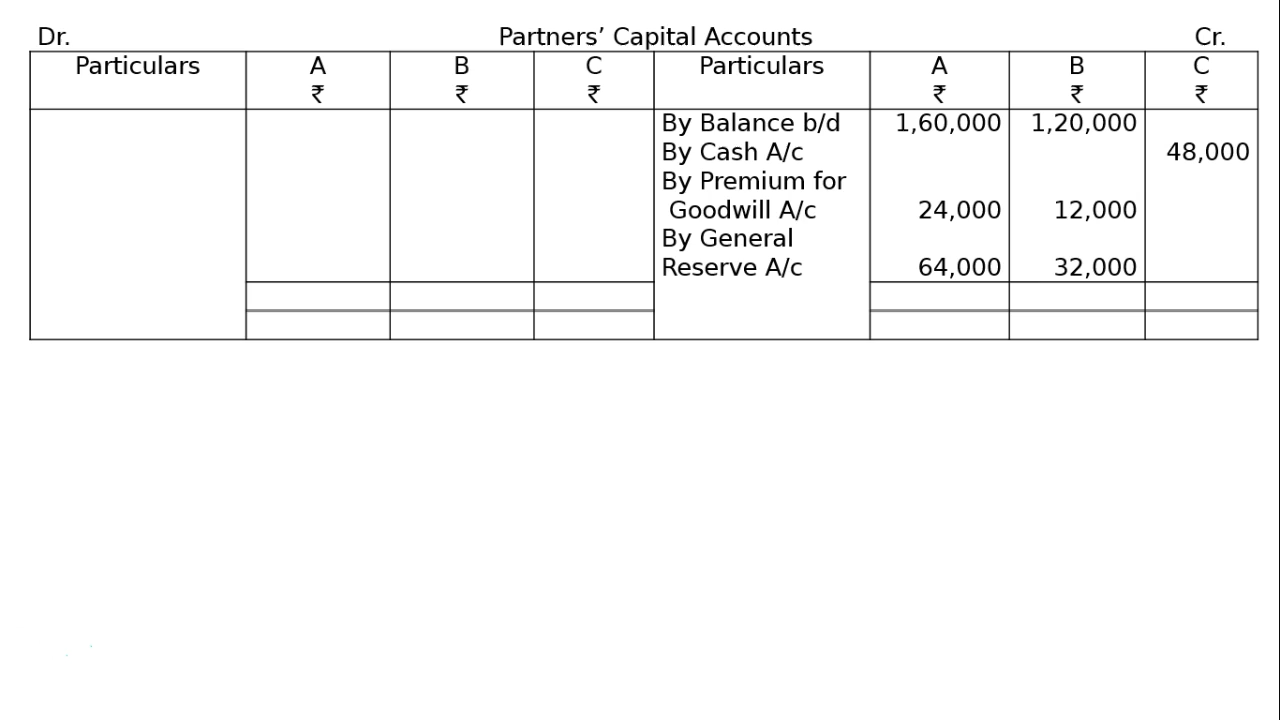 Dr. Partners’ Capital Accounts Cr.
Particulars A B C Particulars A B C
₹ ₹ ₹ ₹ ₹ ₹
By Balance b/d 1,60,000 1,20,000
By Cash A/c 48,000
By Premium for
Goodwill A/c 24,000 12,000
By General
Reserve A/c 64,000 32,000